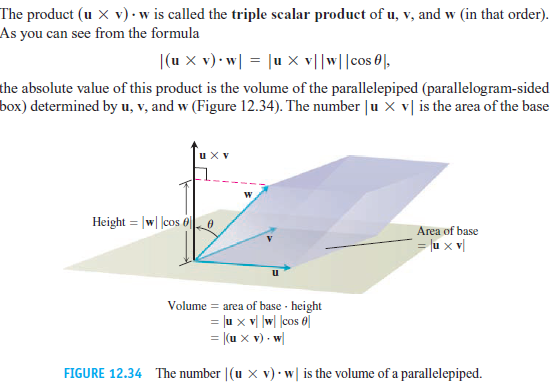 The product (u × v) · w is called the triple scalar product of u, v, and w (in that order).
As you can see from the formula
|(u × v) · w| = |u × v||w||cos θ|,
the absolute value of this product is the volume of the parallelepiped (parallelogram-sided
box) determined by u, v, and w (Figure 12.34). The number |u × v| is the area of the base
u × v
w
Height = |w| |cos θ|
θ
v
Area of base
= |u × v|
u
Volume = area of base · height
= |u × v| |w| |cos θ|
= |(u × v) · w|
FIGURE 12.34 The number |(u × v) · w| is the volume of a parallelepiped.